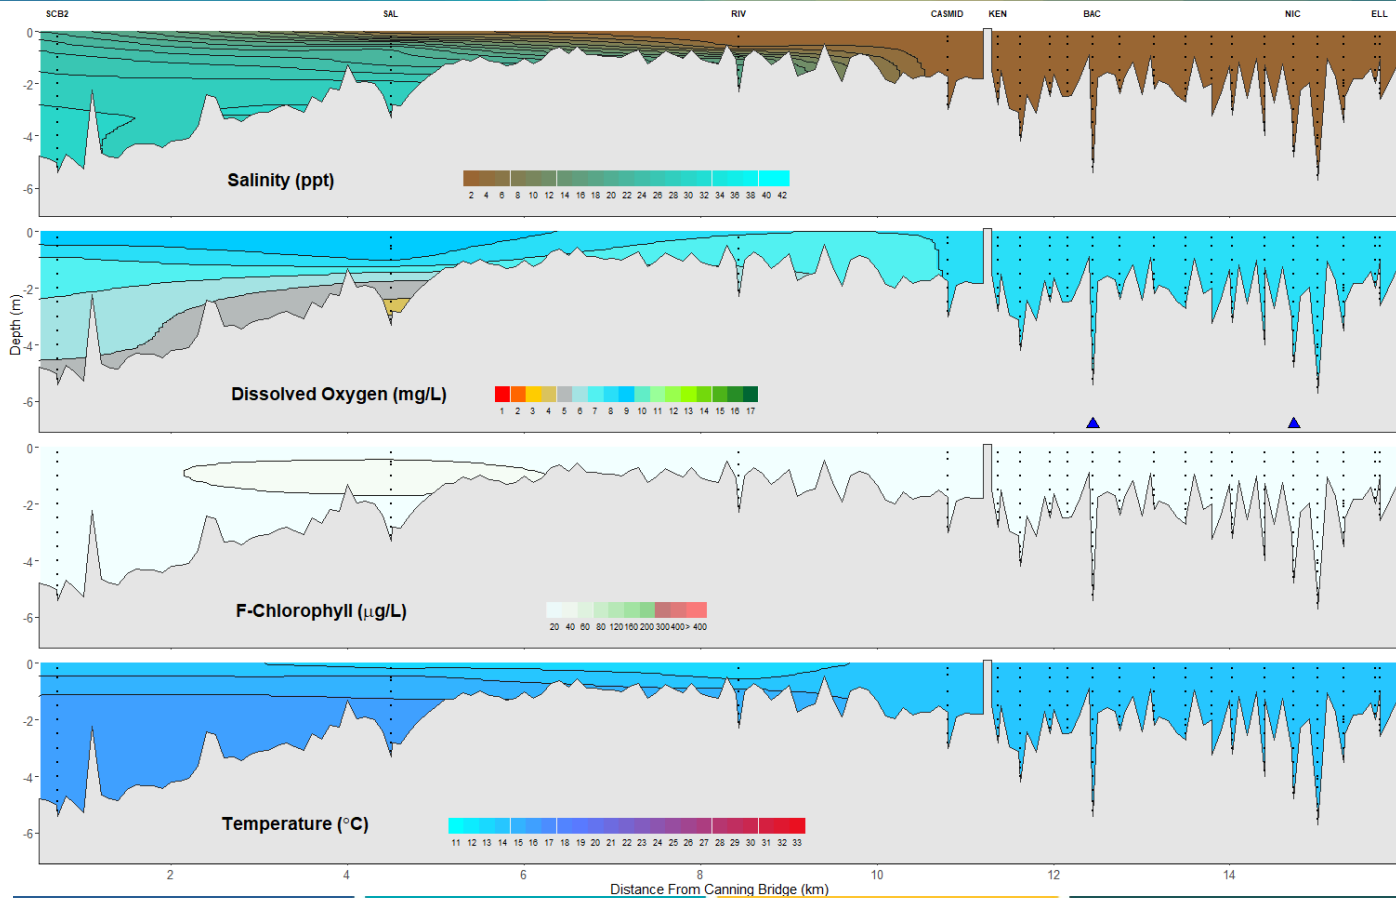 SCB2 SAL RIV CASMID KEN BAC NIC ELL
0
-2
-4
-6
Salinity (ppt)
2 4 6 8 10 12 14 16 18 20 22 24 26 28 30 32 34 36 38 40 42
0
-2
-4
-6
Dissolved Oxygen (mg/L)
1 2 3 4 5 6 7 8 9 10 11 12 13 14 15 16 17
Depth (m)
0
-2
-4
-6
F-Chlorophyll (µg/L)
20 40 60 80 120 160 200 300 400 > 400
0
-2
-4
-6
Temperature (°C)
11 12 13 14 15 16 17 18 19 20 21 22 23 24 25 26 27 28 29 30 31 32 33
2 4 6 8 10 12 14
Distance From Canning Bridge (km)